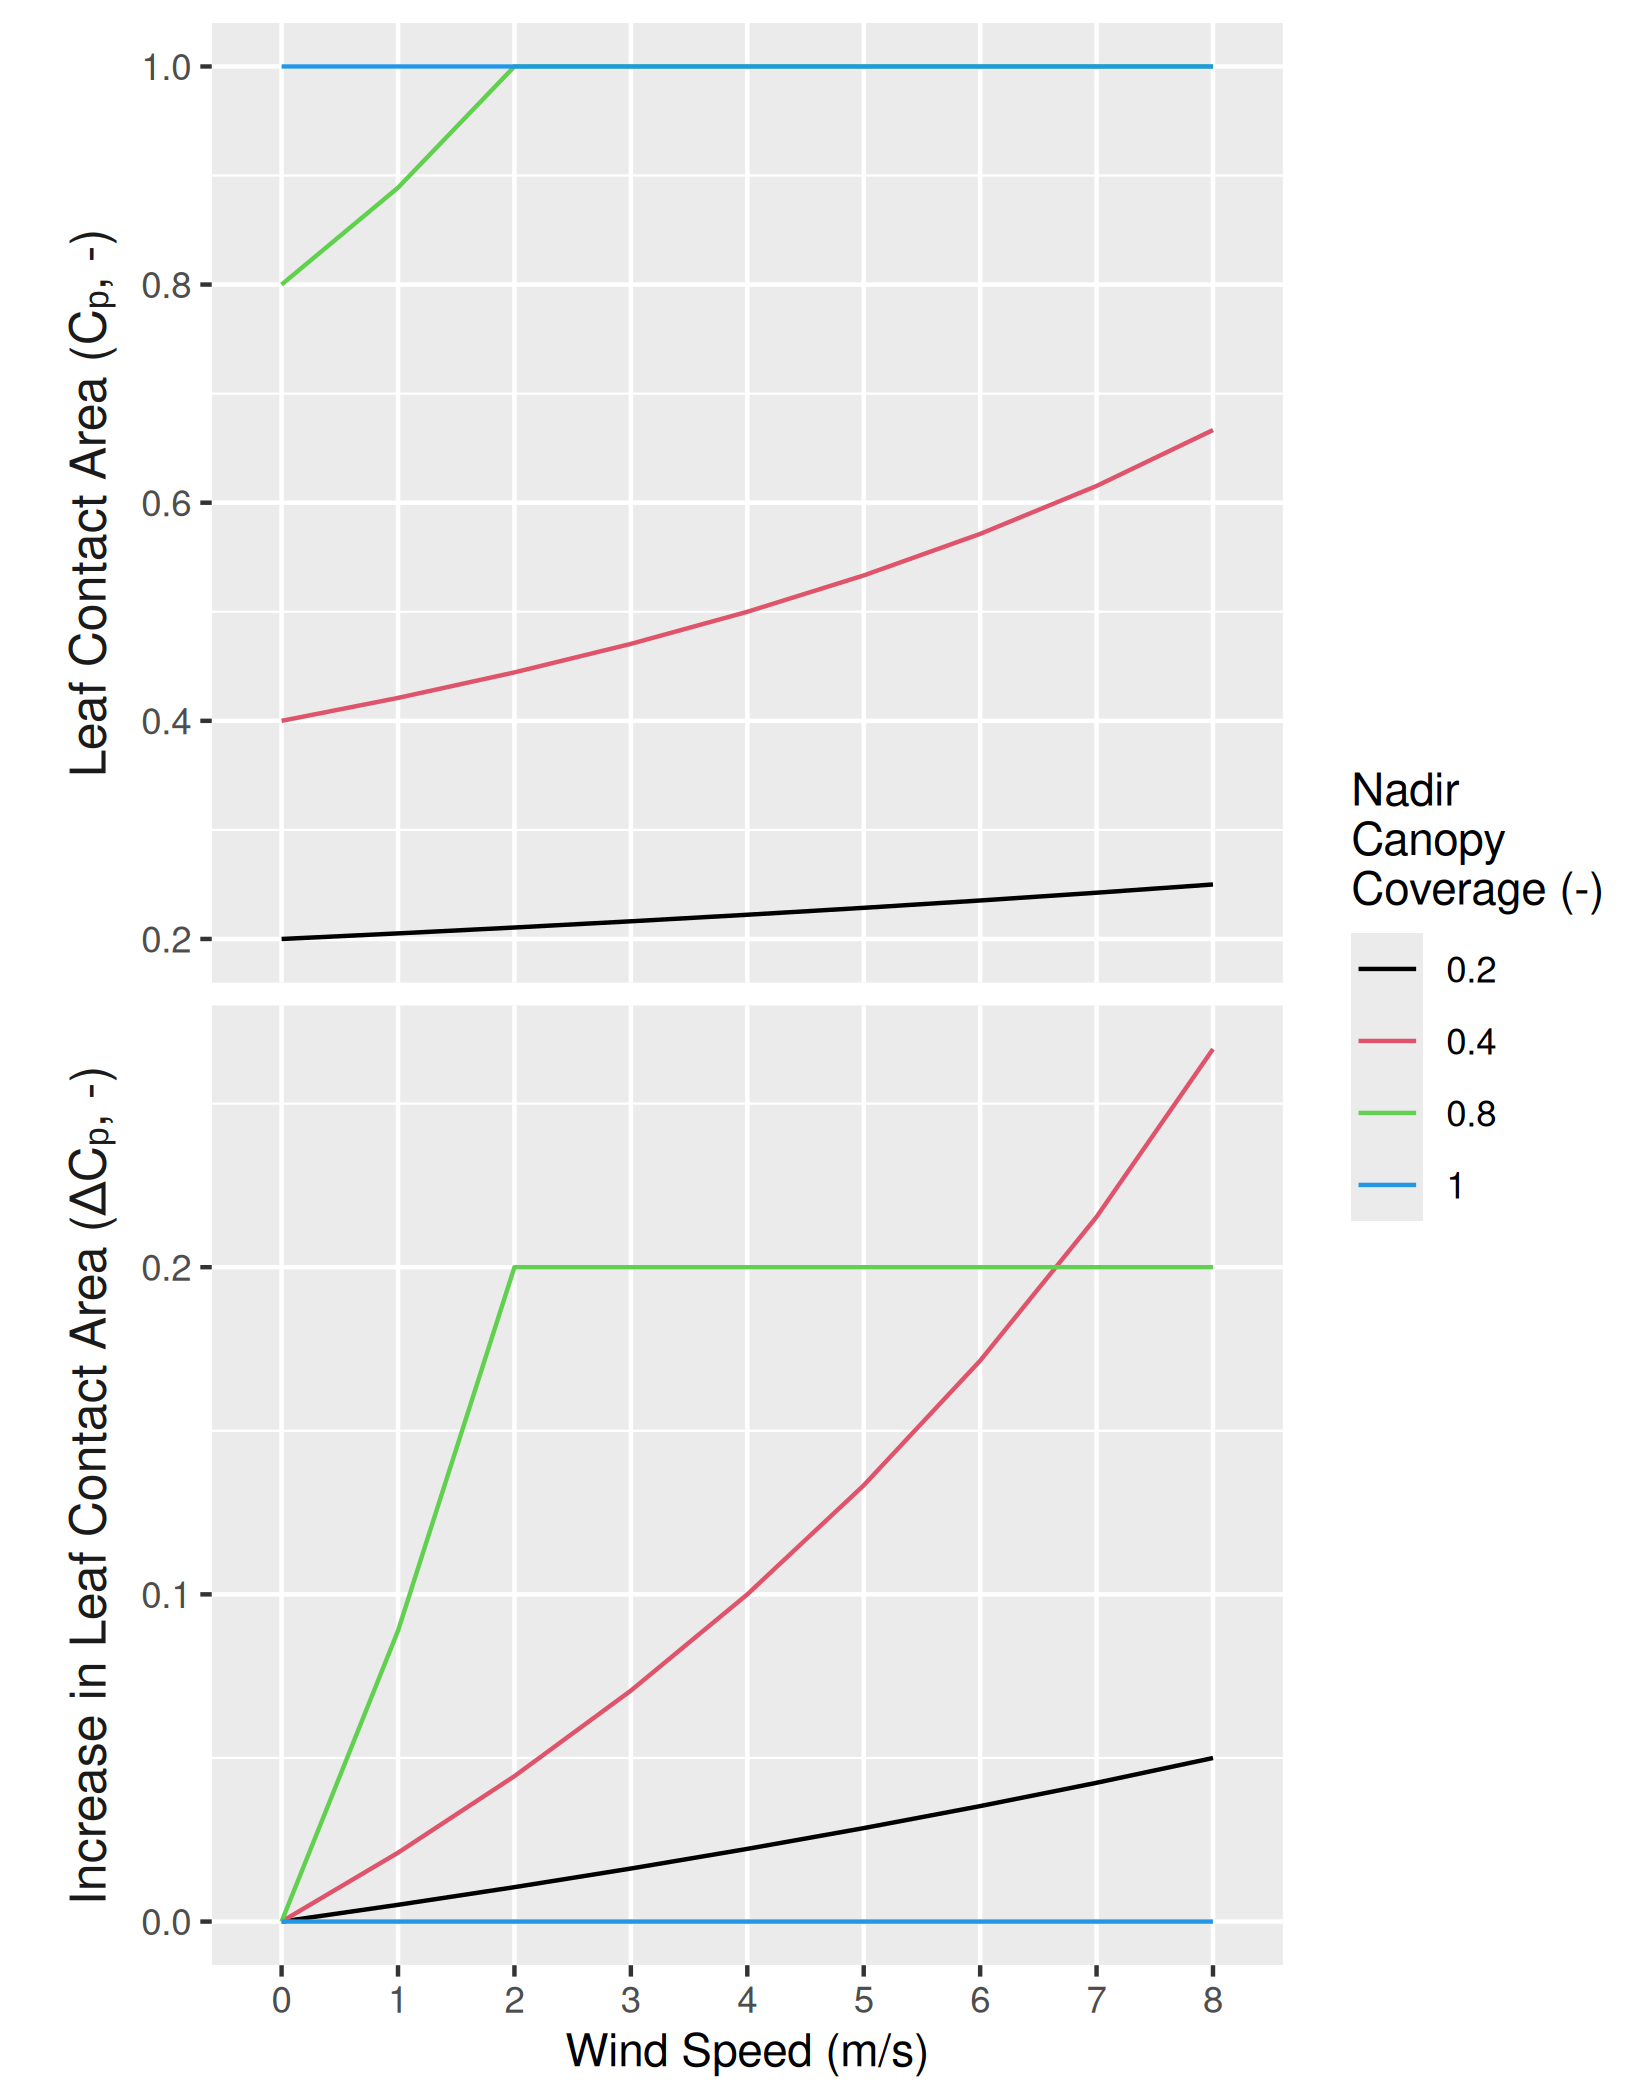 Leaf Contact Area (Cₚ, -)
1.0
0.8
0.6
0.4
0.2
Increase in Leaf Contact Area (ΔCₚ, -)
0.2
0.1
0.0
0 1 2 3 4 5 6 7 8
Wind Speed (m/s)
Nadir
Canopy
Coverage (-)
0.2
0.4
0.8
1